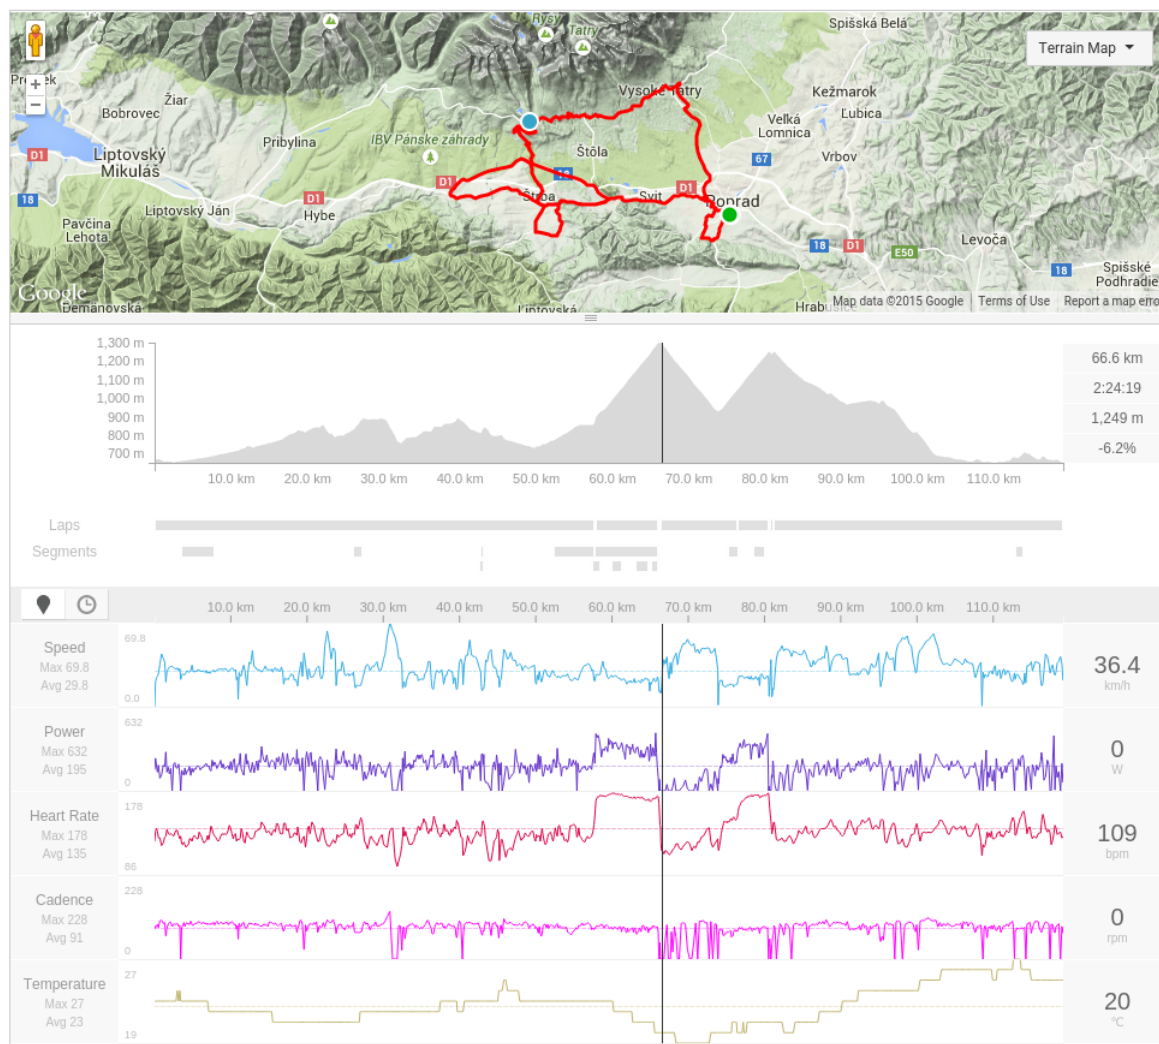 Rysy
Tatry
Spišská Belá
Terrain Map
+
−
Bobrovec
Žiar
Vysoké Tatry
Kežmarok
Ľubica
Veľká
Lomnica
Pribylina
IBV Pánske záhrady
Štôla
67
Vrbov
D1
Liptovský
Mikuláš
18
D1
D1
Štrba
Svit
D1
Liptovský Ján
Hybe
Pavčina
Lehota
18
D1
E50
Levoča
18
Spišské
Podhradie
Google
Demänovská
Liptovská
Map data ©2015 Google
Terms of Use
Report a map erro
1,300 m
1,200 m
1,100 m
1,000 m
900 m
800 m
700 m
66.6 km
2:24:19
1,249 m
-6.2%
10.0 km 20.0 km 30.0 km 40.0 km 50.0 km 60.0 km 70.0 km 80.0 km 90.0 km 100.0 km 110.0 km
Laps
Segments
10.0 km 20.0 km 30.0 km 40.0 km 50.0 km 60.0 km 70.0 km 80.0 km 90.0 km 100.0 km 110.0 km
Speed
Max 69.8
Avg 29.8
69.8
0.0
36.4
km/h
Power
Max 632
Avg 195
632
0
0
W
Heart Rate
Max 178
Avg 135
178
86
109
bpm
Cadence
Max 228
Avg 91
228
0
0
rpm
Temperature
Max 27
Avg 23
27
19
20
°C